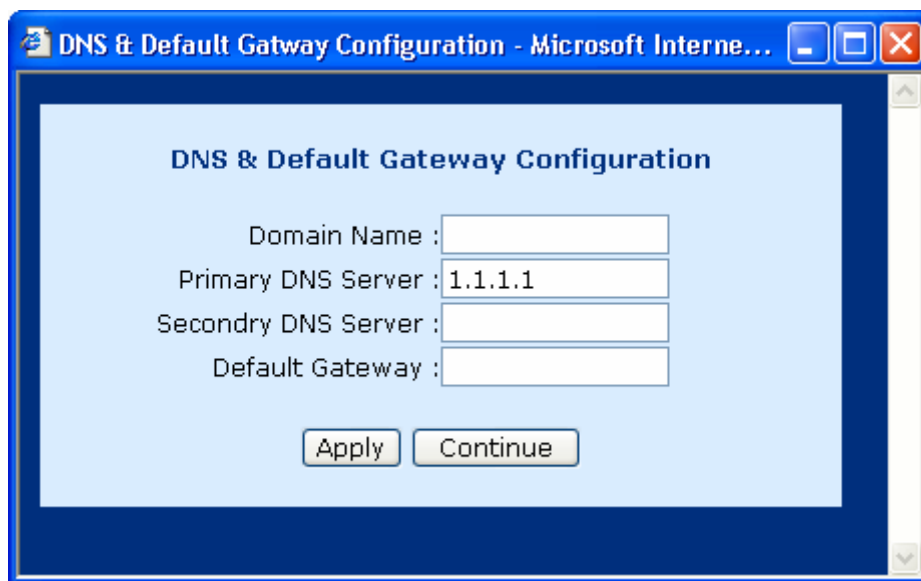 DNS & Default Gatway Configuration - Microsoft Interne...
DNS & Default Gateway Configuration
Domain Name :
Primary DNS Server : 1.1.1.1
Secondry DNS Server :
Default Gateway :
Apply Continue